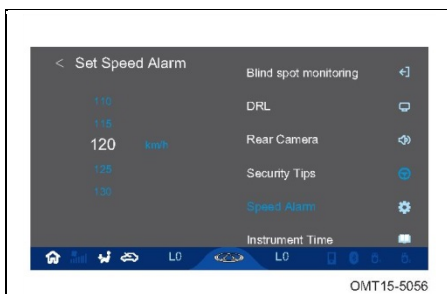 < Set Speed Alarm
110
115
120 km/h
125
130
Blind spot monitoring
DRL
Rear Camera
Security Tips
Speed Alarm
Instrument Time
L0 L0
OMT15-5056